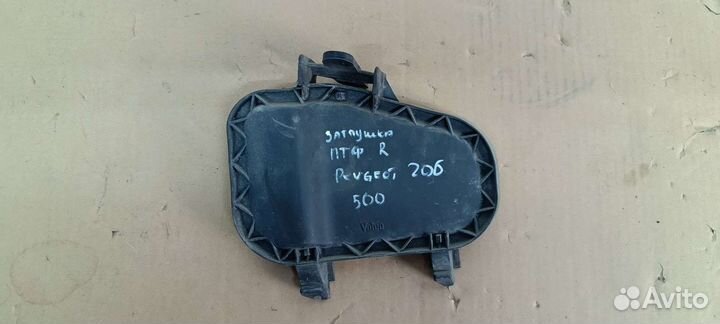 заглушка
ПТФ R
PEUGEOT 206
500
Valeo
Avito